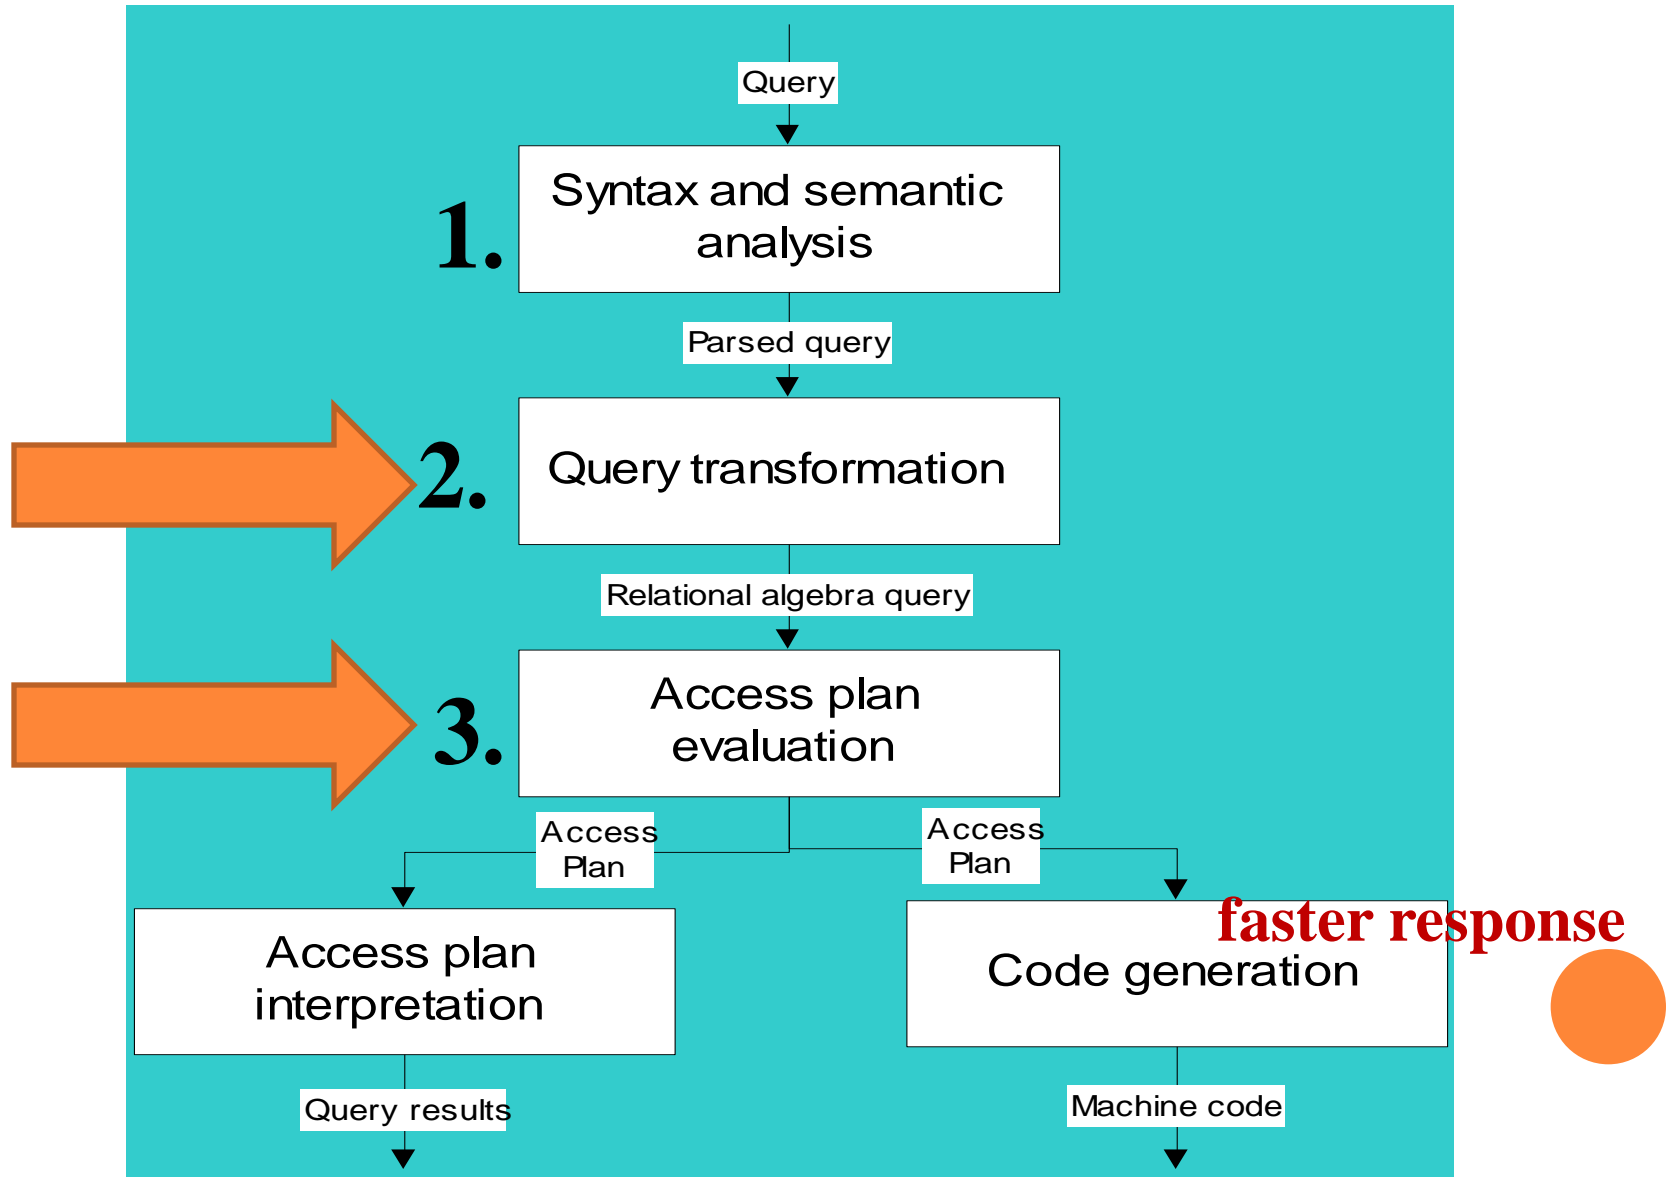 Query
1.
Syntax and semantic
analysis
Parsed query
2.
Query transformation
Relational algebra query
3.
Access plan
evaluation
Access
Plan
Access
Plan
Access plan
interpretation
faster response
Code generation
Query results
Machine code